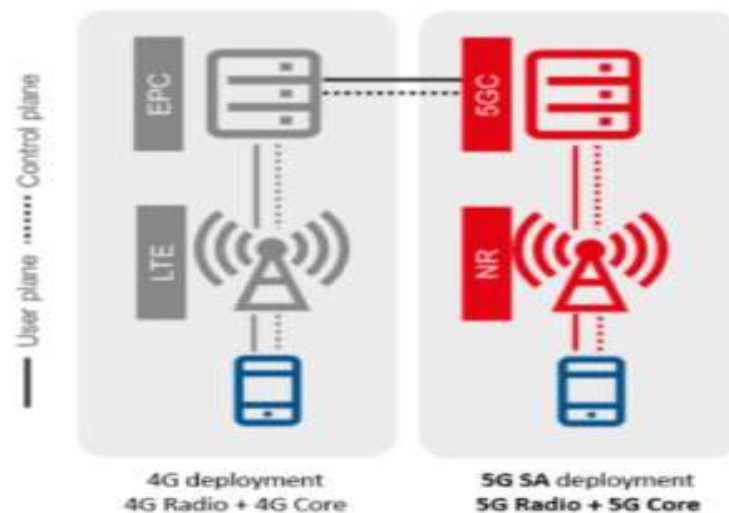 User plane Control plane
EPC
5GC
LTE
NR
4G deployment
4G Radio + 4G Core
5G SA deployment
5G Radio + 5G Core